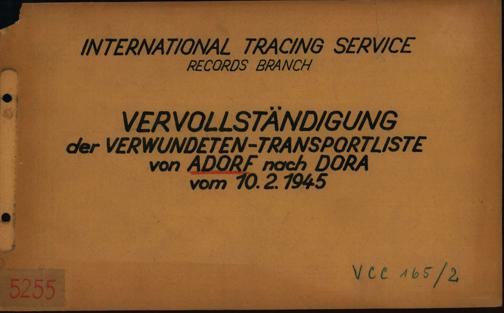 INTERNATIONAL TRACING SERVICE
RECORDS BRANCH
VERVOLLSTÄNDIGUNG
der VERWUNDETEN-TRANSPORTLISTE
von ADORF nach DORA
vom 10.2.1945
VCC 165/2
5255